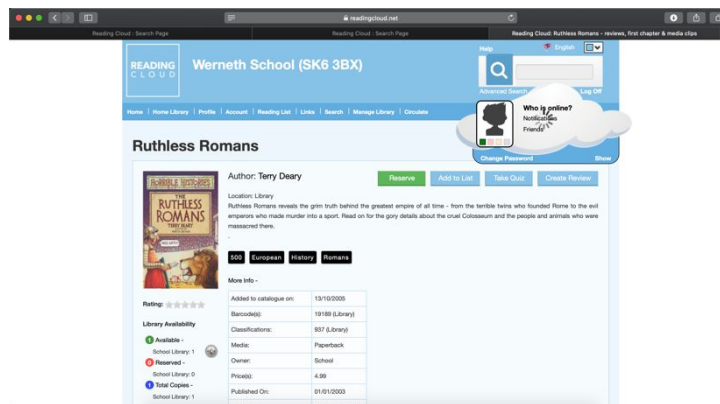 readingcloud.net
Reading Cloud : Search Page
Reading Cloud : Search Page
Reading Cloud: Ruthless Romans - reviews, first chapter & media clips
READING
CLOUD
Werneth School (SK6 3BX)
Help
English
Advanced Search
Log Off
Home | Home Library | Profile | Account | Reading List | Links | Search | Manage Library | Circulate
Who is online?
Notifications
Friends
Change Password
Show
Ruthless Romans
HORRIBLE HISTORIES
THE
RUTHLESS
ROMANS
TERRY DEARY
Author: Terry Deary
Reserve
Add to List
Take Quiz
Create Review
Location: Library
Ruthless Romans reveals the grim truth behind the greatest empire of all time - from the terrible twins who founded Rome to the evil
emperors who made murder into a sport. Read on for the gory details about the cruel Colosseum and the people and animals who were
massacred there.
-
500 European History Romans
More Info -
Added to catalogue on: 13/10/2005
Barcode(s): 19189 (Library)
Classifications: 937 (Library)
Media: Paperback
Owner: School
Price(s): 4.99
Published On: 01/01/2003
Rating:
Library Availability
1 Available -
School Library: 1
0 Reserved -
School Library: 0
1 Total Copies -
School Library: 1